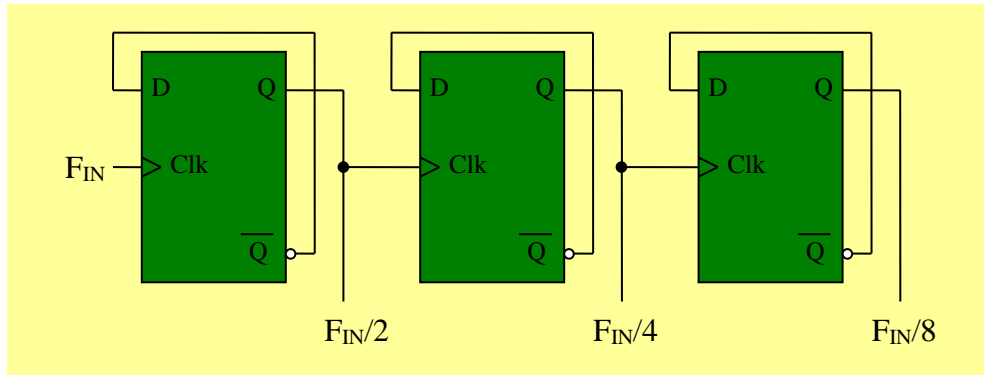 D Q D Q D Q
F_IN Clk Clk Clk
Q̅ Q̅ Q̅
F_IN/2 F_IN/4 F_IN/8